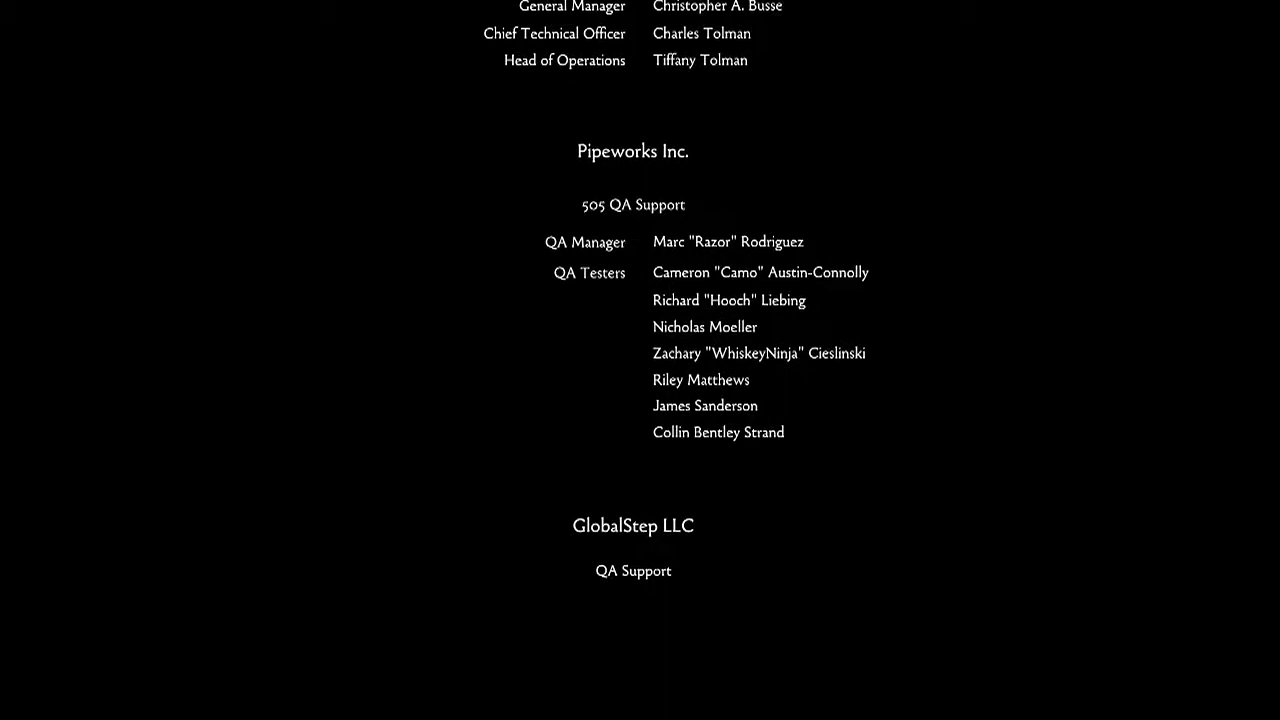 General Manager Christopher A. Busse
Chief Technical Officer Charles Tolman
Head of Operations Tiffany Tolman
Pipeworks Inc.
505 QA Support
QA Manager Marc "Razor" Rodriguez
QA Testers Cameron "Camo" Austin-Connolly
Richard "Hooch" Liebing
Nicholas Moeller
Zachary "WhiskeyNinja" Cieslinski
Riley Matthews
James Sanderson
Collin Bentley Strand
GlobalStep LLC
QA Support